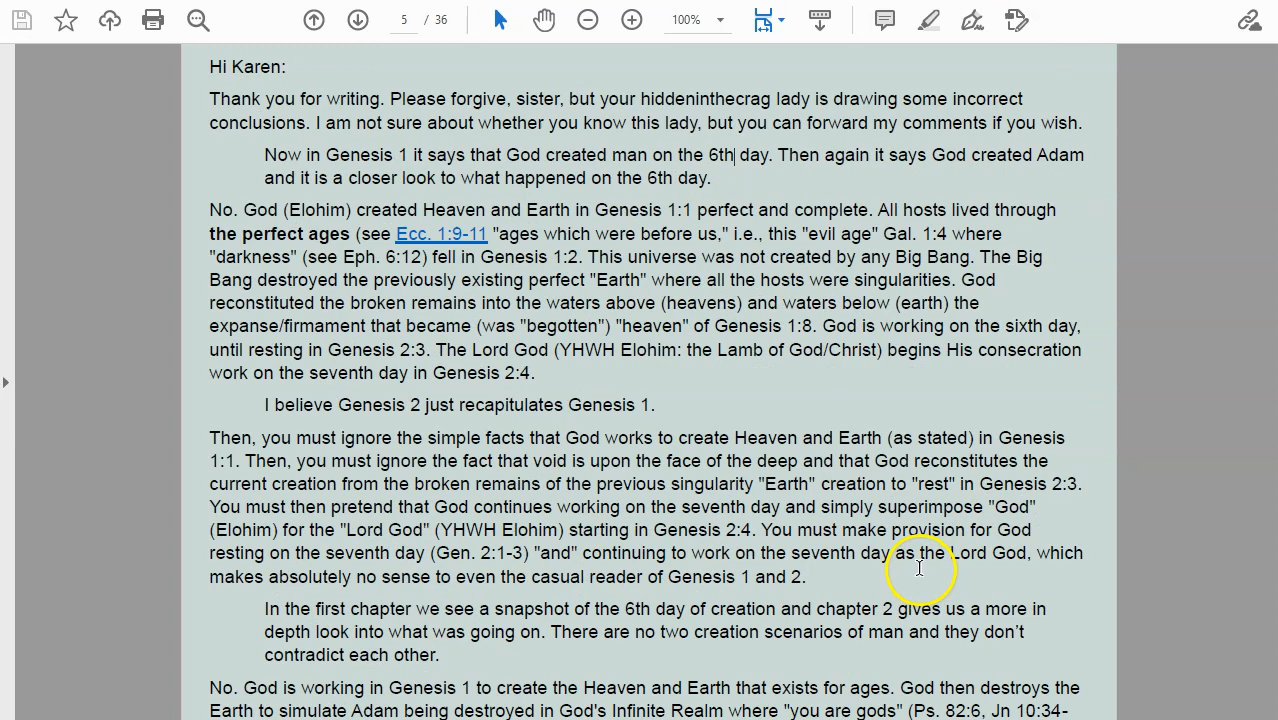 5 / 36 100%
Hi Karen:
Thank you for writing. Please forgive, sister, but your hiddeninthecrag lady is drawing some incorrect
conclusions. I am not sure about whether you know this lady, but you can forward my comments if you wish.
Now in Genesis 1 it says that God created man on the 6th day. Then again it says God created Adam
and it is a closer look to what happened on the 6th day.
No. God (Elohim) created Heaven and Earth in Genesis 1:1 perfect and complete. All hosts lived through
the perfect ages (see Ecc. 1:9-11 "ages which were before us," i.e., this "evil age" Gal. 1:4 where
"darkness" (see Eph. 6:12) fell in Genesis 1:2. This universe was not created by any Big Bang. The Big
Bang destroyed the previously existing perfect "Earth" where all the hosts were singularities. God
reconstituted the broken remains into the waters above (heavens) and waters below (earth) the
expanse/firmament that became (was "begotten") "heaven" of Genesis 1:8. God is working on the sixth day,
until resting in Genesis 2:3. The Lord God (YHWH Elohim: the Lamb of God/Christ) begins His consecration
work on the seventh day in Genesis 2:4.
I believe Genesis 2 just recapitulates Genesis 1.
Then, you must ignore the simple facts that God works to create Heaven and Earth (as stated) in Genesis
1:1. Then, you must ignore the fact that void is upon the face of the deep and that God reconstitutes the
current creation from the broken remains of the previous singularity "Earth" creation to "rest" in Genesis 2:3.
You must then pretend that God continues working on the seventh day and simply superimpose "God"
(Elohim) for the "Lord God" (YHWH Elohim) starting in Genesis 2:4. You must make provision for God
resting on the seventh day (Gen. 2:1-3) "and" continuing to work on the seventh day as the Lord God, which
makes absolutely no sense to even the casual reader of Genesis 1 and 2.
In the first chapter we see a snapshot of the 6th day of creation and chapter 2 gives us a more in
depth look into what was going on. There are no two creation scenarios of man and they don't
contradict each other.
No. God is working in Genesis 1 to create the Heaven and Earth that exists for ages. God then destroys the
Earth to simulate Adam being destroyed in God's Infinite Realm where "you are gods" (Ps. 82:6, Jn 10:34-